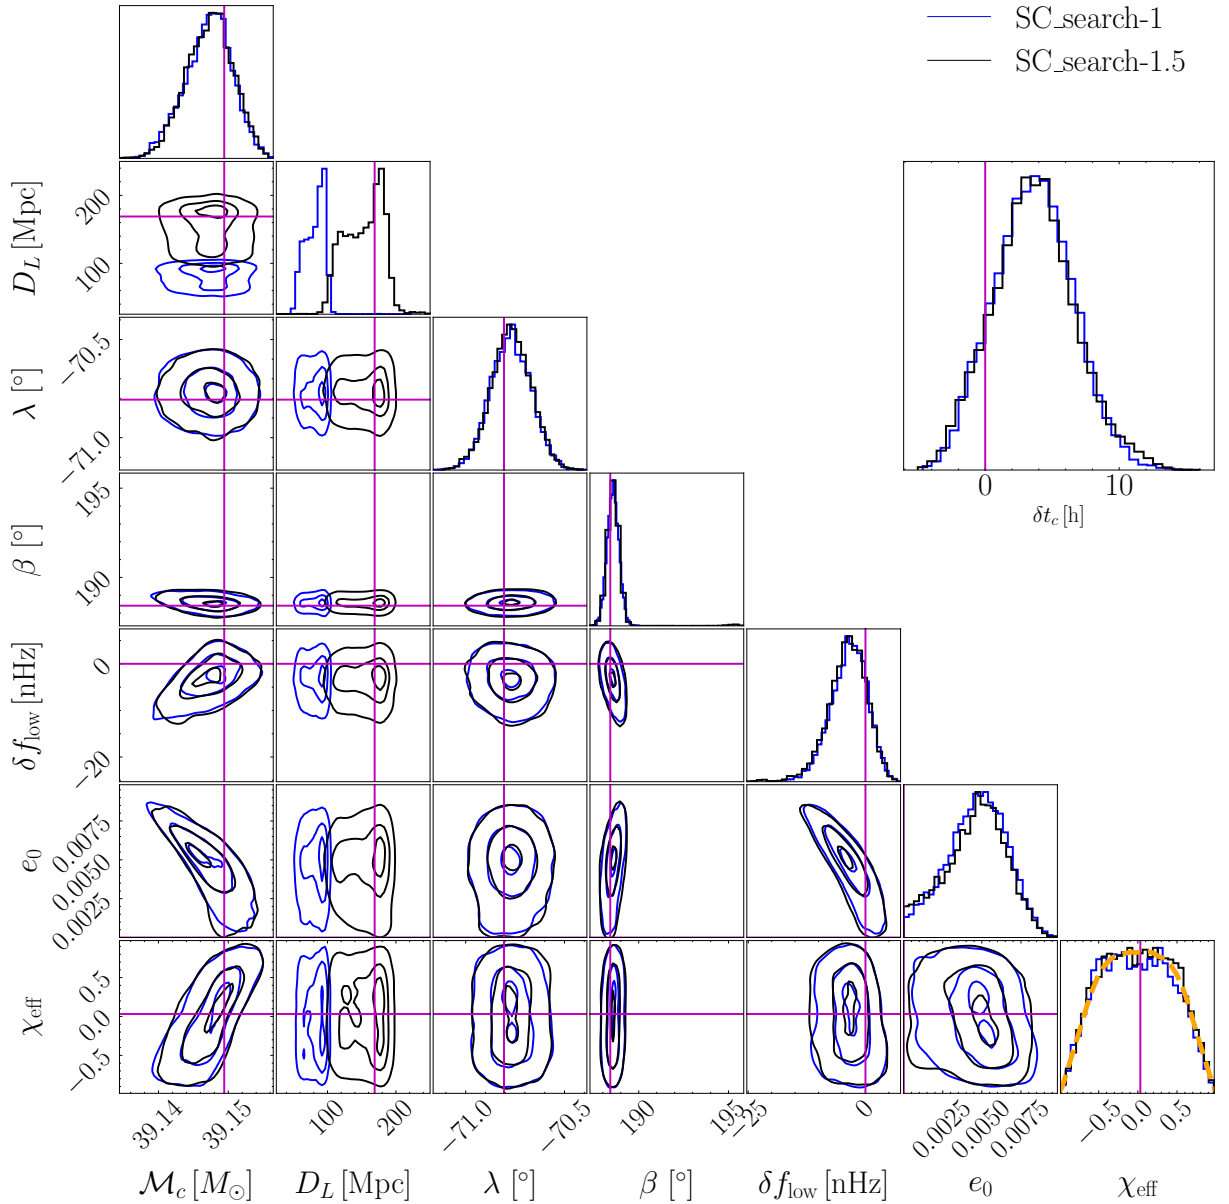 SC_search-1
SC_search-1.5
200
100
D_L [Mpc]
−70.5
−71.0
λ [°]
0
10
δt_c [h]
195
190
β [°]
0
−20
δf_low [nHz]
0.0075
0.0050
0.0025
e_0
0.5
0.0
−0.5
χ_eff
39.14
39.15
100
200
−71.0
−70.5
190
195
−25
0
0.0025
0.0050
0.0075
−0.5
0.0
0.5
ℳ_c [M_⊙]
D_L [Mpc]
λ [°]
β [°]
δf_low [nHz]
e_0
χ_eff